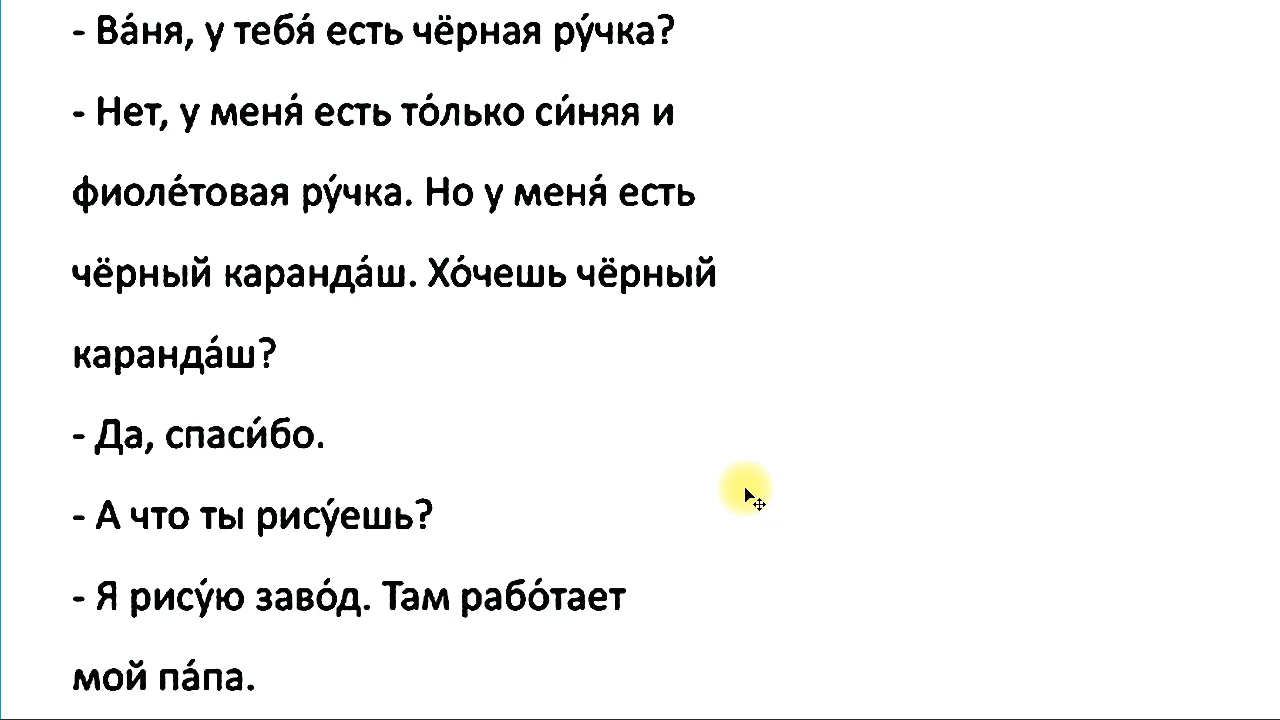 - Ва́ня, у тебя́ есть чёрная ру́чка?
- Нет, у меня́ есть то́лько си́няя и
фиоле́товая ру́чка. Но у меня́ есть
чёрный каранда́ш. Хо́чешь чёрный
каранда́ш?
- Да, спаси́бо.
- А что ты рису́ешь?
- Я рису́ю заво́д. Там рабо́тает
мой па́па.